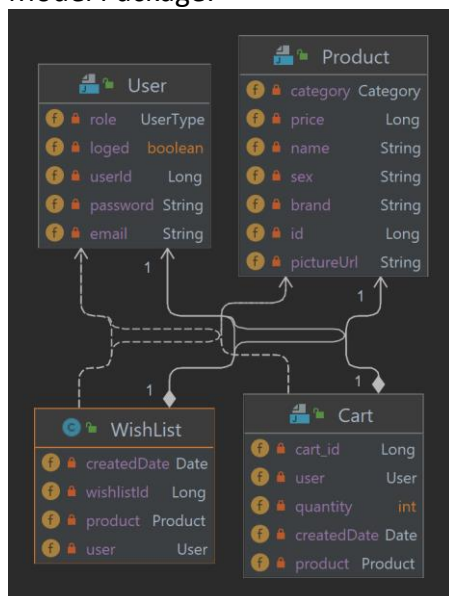 Model Package:
User
role UserType
loged boolean
userId Long
password String
email String
Product
category Category
price Long
name String
sex String
brand String
id Long
pictureUrl String
1
1
1
1
WishList
createdDate Date
wishlistId Long
product Product
user User
Cart
cart_id Long
user User
quantity int
createdDate Date
product Product